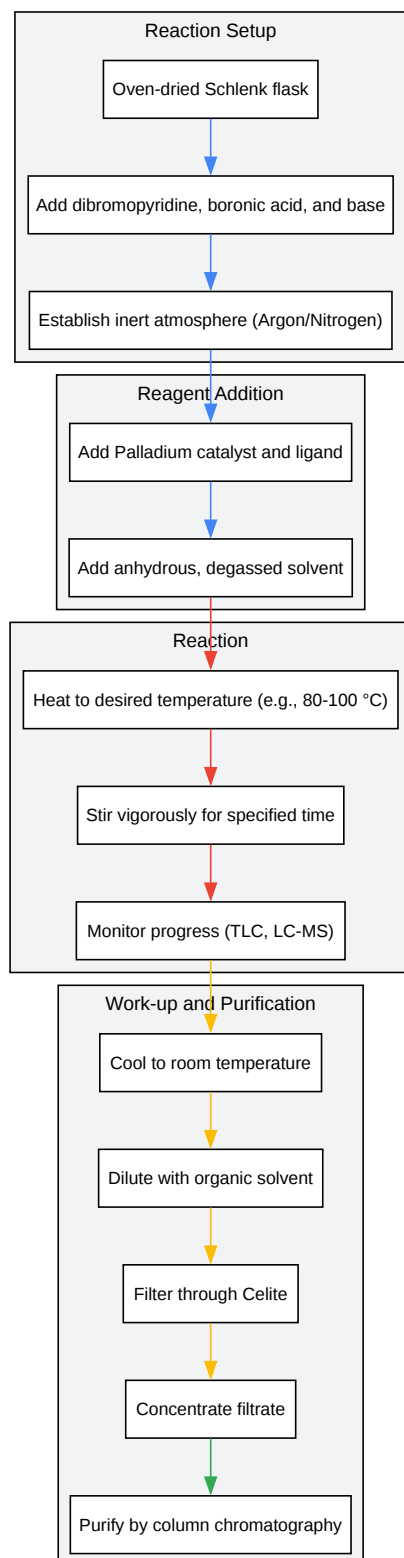 Reaction Setup
Oven-dried Schlenk flask
Add dibromopyridine, boronic acid, and base
Establish inert atmosphere (Argon/Nitrogen)
Reagent Addition
Add Palladium catalyst and ligand
Add anhydrous, degassed solvent
Reaction
Heat to desired temperature (e.g., 80-100 °C)
Stir vigorously for specified time
Monitor progress (TLC, LC-MS)
Work-up and Purification
Cool to room temperature
Dilute with organic solvent
Filter through Celite
Concentrate filtrate
Purify by column chromatography